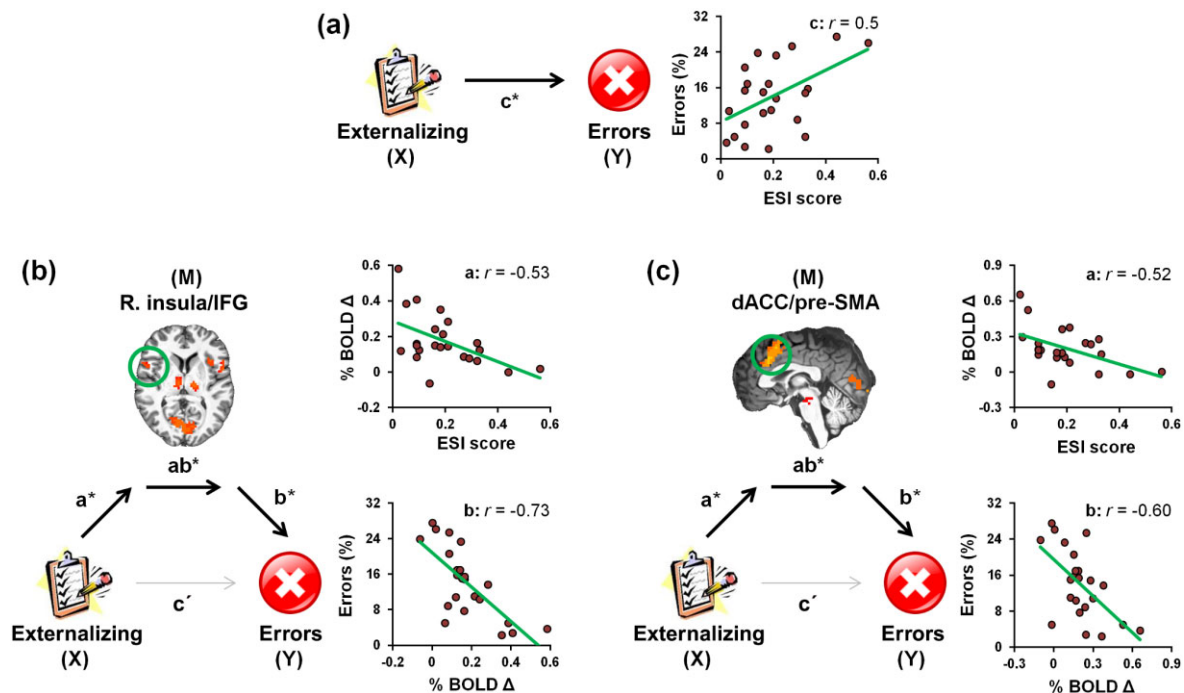 (a)
Externalizing
(X)
c*
Errors
(Y)
c: r = 0.5
Errors (%)
32
24
16
8
0
0 0.2 0.4 0.6
ESI score
(b)
(M)
R. insula/IFG
ab*
a*
b*
c´
Externalizing
(X)
Errors
(Y)
a: r = -0.53
% BOLD Δ
0.6
0.4
0.2
0
-0.2
0 0.2 0.4 0.6
ESI score
b: r = -0.73
Errors (%)
32
24
16
8
0
-0.2 0 0.2 0.4 0.6
% BOLD Δ
(c)
(M)
dACC/pre-SMA
ab*
a*
b*
c´
Externalizing
(X)
Errors
(Y)
a: r = -0.52
% BOLD Δ
0.9
0.6
0.3
0
-0.3
0 0.2 0.4 0.6
ESI score
b: r = -0.60
Errors (%)
32
24
16
8
0
-0.3 0 0.3 0.6 0.9
% BOLD Δ